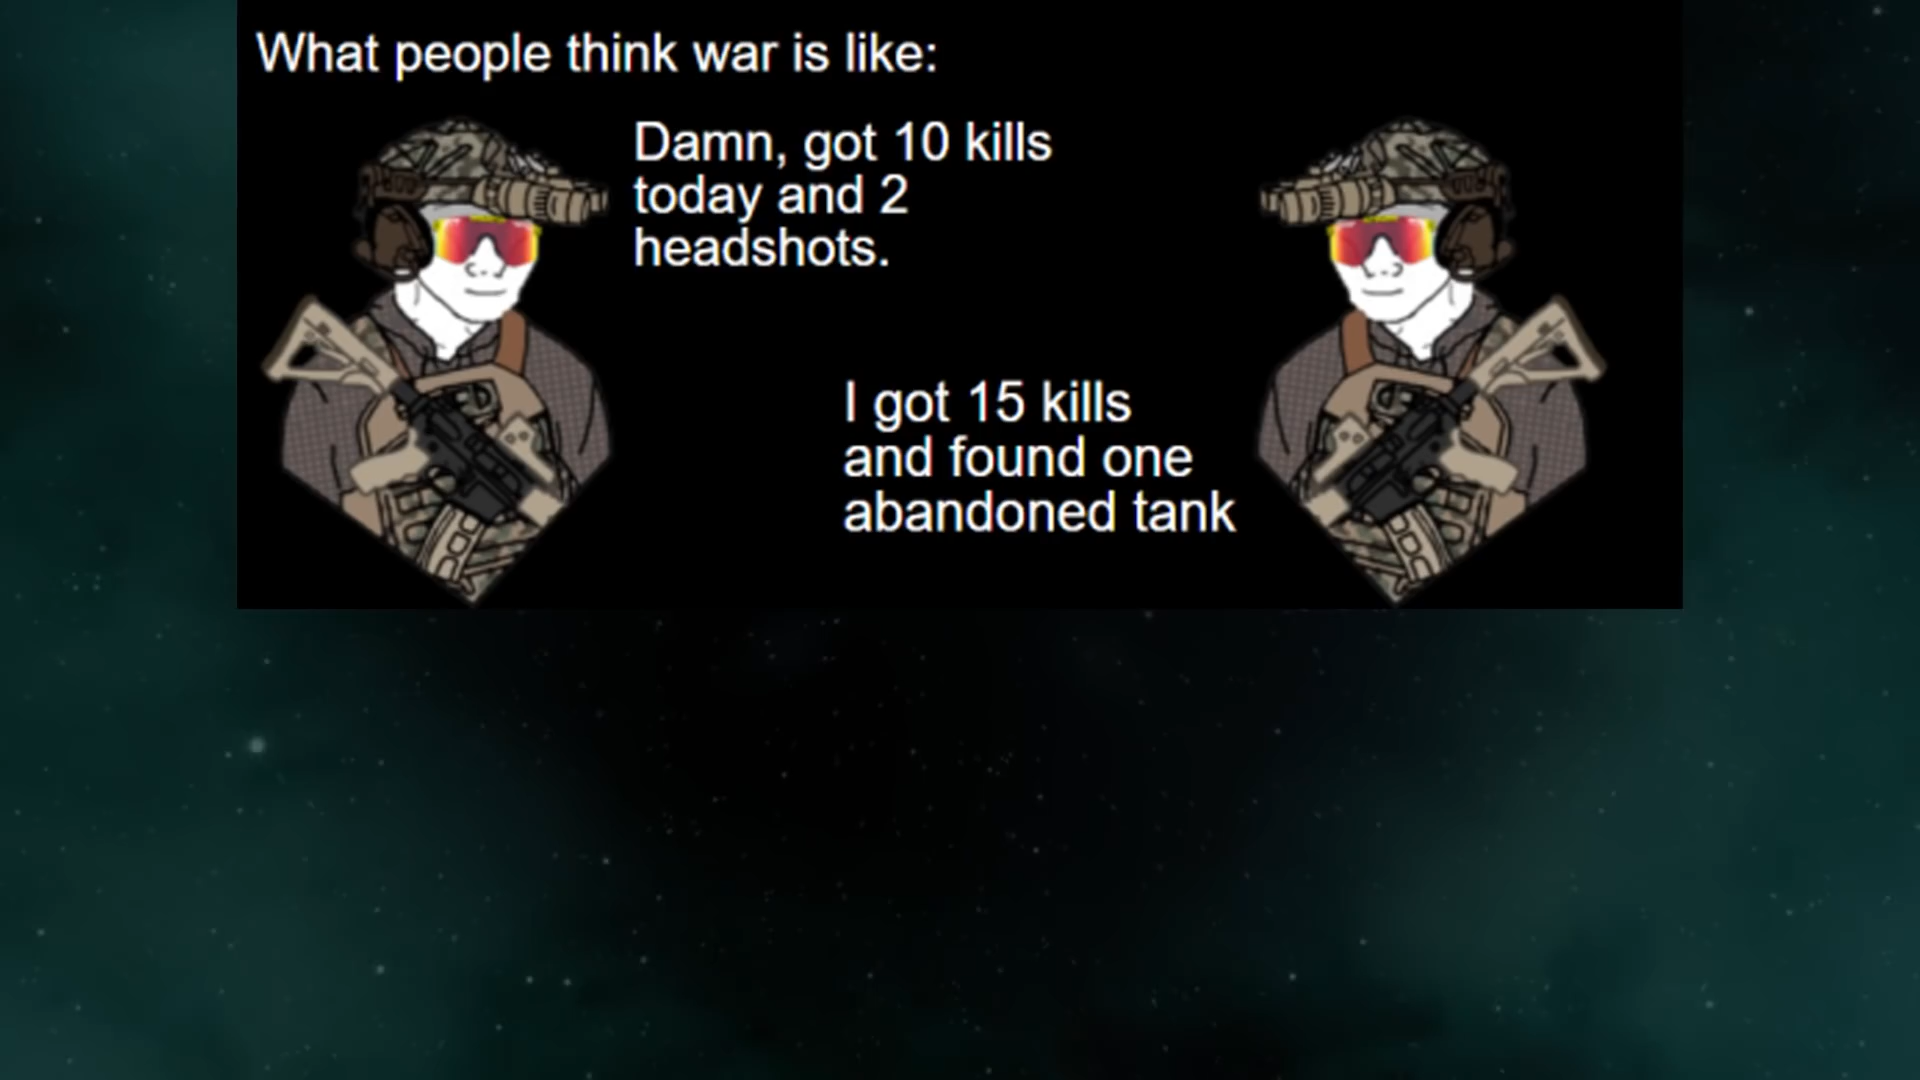 What people think war is like:
Damn, got 10 kills
today and 2
headshots.
I got 15 kills
and found one
abandoned tank